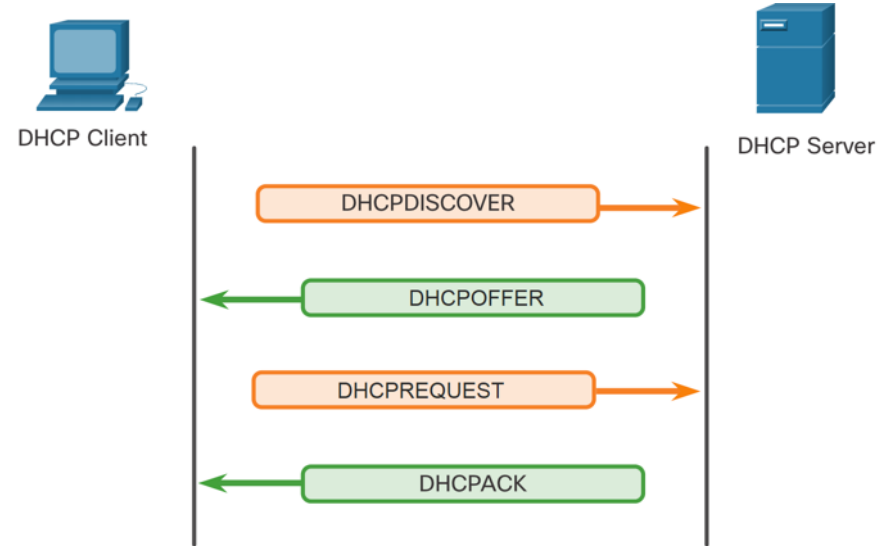 DHCP Client
DHCP Server
DHCPDISCOVER
DHCPOFFER
DHCPREQUEST
DHCPACK